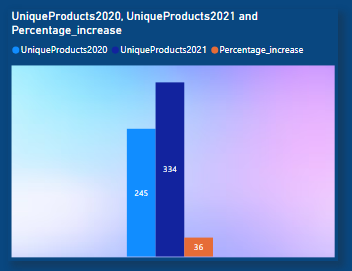 UniqueProducts2020, UniqueProducts2021 and
Percentage_increase
UniqueProducts2020 UniqueProducts2021 Percentage_increase
334
245
36